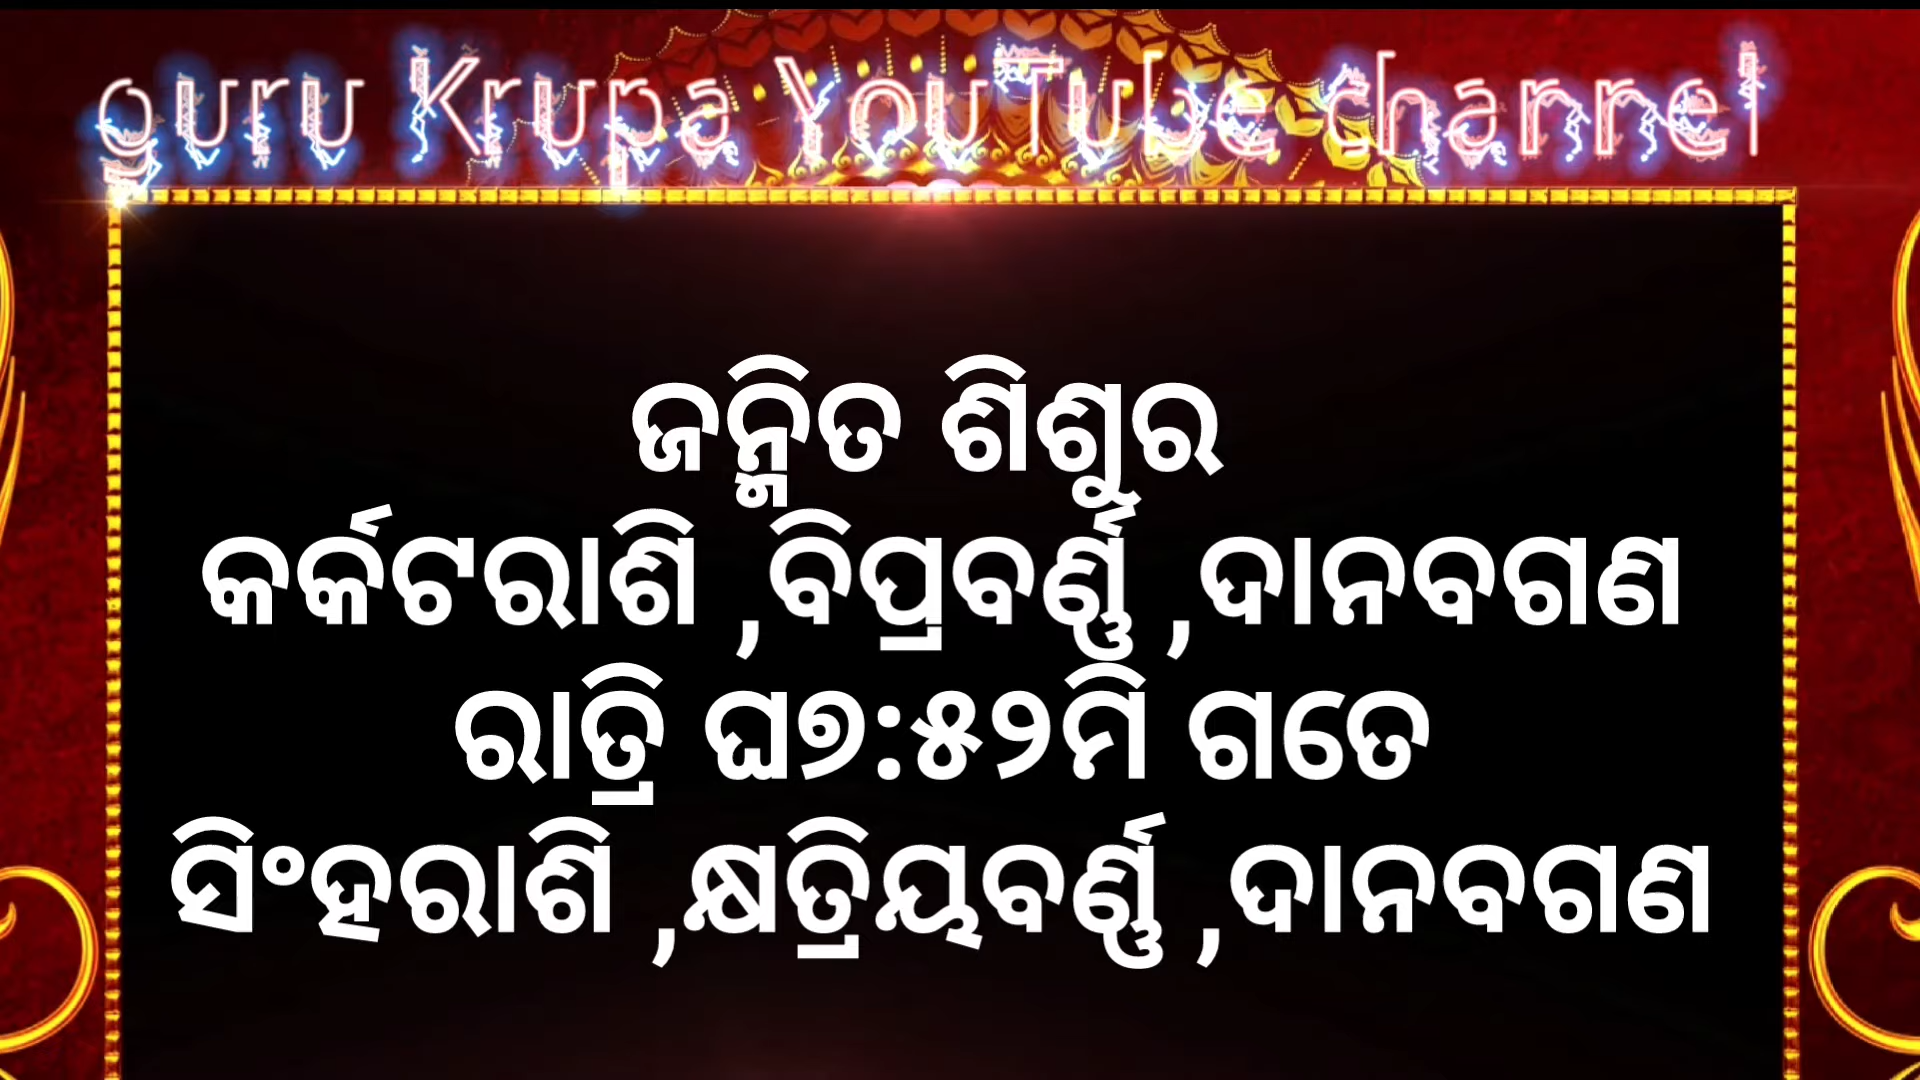 guru Krupa YouTube channel
ଜନ୍ମିତ ଶିଶୁର
କର୍କଟରାଶି ,ବିପ୍ରବର୍ଣ୍ଣ ,ଦାନବଗଣ
ରାତ୍ରି ଘ୭:୫୨ମି ଗତେ
ସିଂହରାଶି ,କ୍ଷତ୍ରିୟବର୍ଣ୍ଣ ,ଦାନବଗଣ